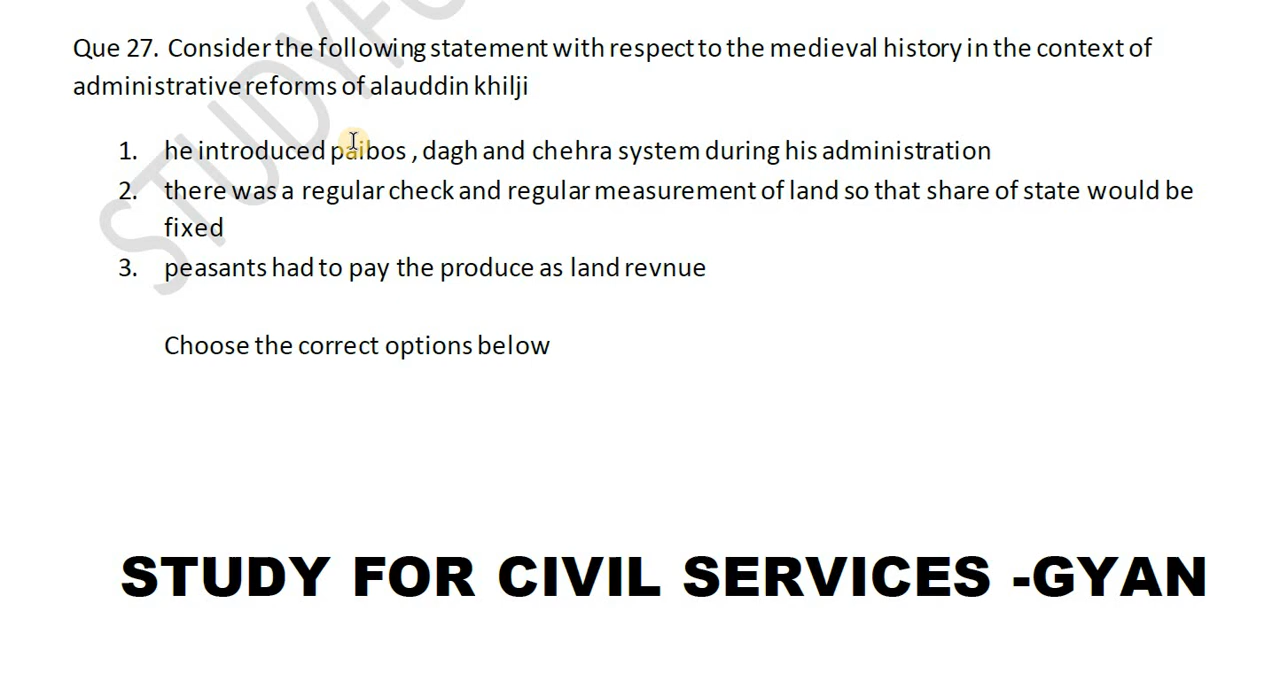 STUDYFO
Que 27. Consider the following statement with respect to the medieval history in the context of
administrative reforms of alauddin khilji
1. he introduced paibos , dagh and chehra system during his administration
2. there was a regular check and regular measurement of land so that share of state would be
fixed
3. peasants had to pay the produce as land revnue
Choose the correct options below
STUDY FOR CIVIL SERVICES -GYAN